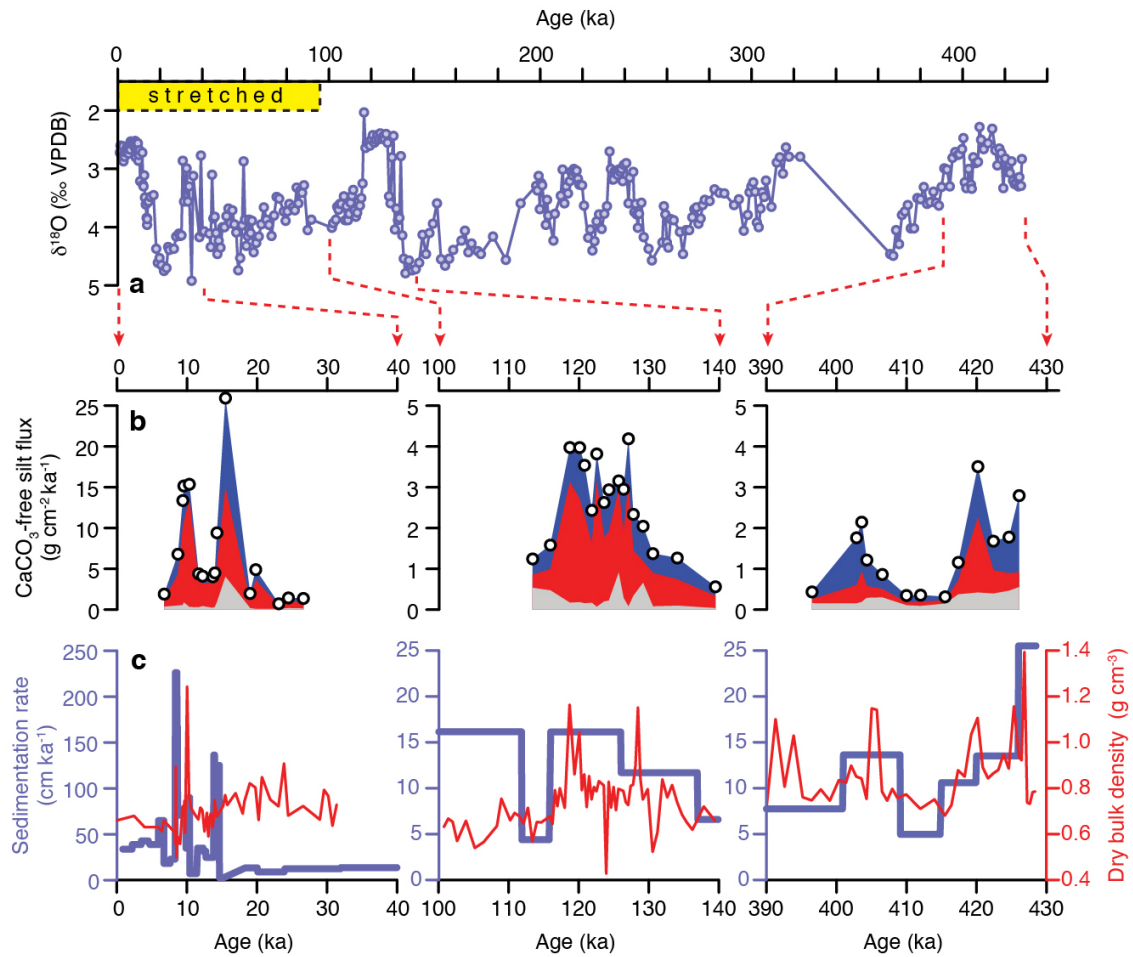 Age (ka)
0 100 200 300 400
stretched
2
3
4
5
δ¹⁸O (‰ VPDB)
a
0 10 20 30 40
100 110 120 130 140
390 400 410 420 430
b
CaCO₃-free silt flux
(g cm⁻² ka⁻¹)
25 5 5
20 4 4
15 3 3
10 2 2
5 1 1
0 0 0
c
Sedimentation rate
(cm ka⁻¹)
250 25 25 1.4
200 20 20 1.2
150 15 15 1.0
100 10 10 0.8
50 5 5 0.6
0 0 0 0.4
Dry bulk density (g cm⁻³)
0 10 20 30 40
100 110 120 130 140
390 400 410 420 430
Age (ka) Age (ka) Age (ka)